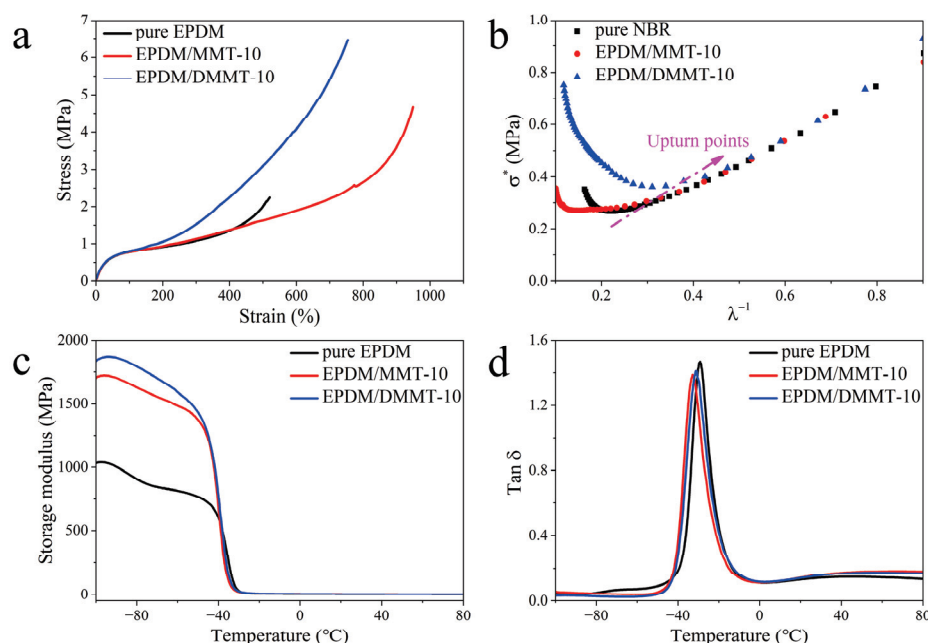 a
7
6
5
4
3
2
1
0
Stress (MPa)
0
200
400
600
800
1000
Strain (%)
pure EPDM
EPDM/MMT-10
EPDM/DMMT-10
b
1.0
0.8
0.6
0.4
0.2
0.0
σ* (MPa)
0.2
0.4
0.6
0.8
λ⁻¹
pure NBR
EPDM/MMT-10
EPDM/DMMT-10
Upturn points
c
2000
1500
1000
500
0
Storage modulus (MPa)
−80
−40
0
40
80
Temperature (°C)
pure EPDM
EPDM/MMT-10
EPDM/DMMT-10
d
1.6
1.2
0.8
0.4
0.0
Tan δ
−80
−40
0
40
80
Temperature (°C)
pure EPDM
EPDM/MMT-10
EPDM/DMMT-10